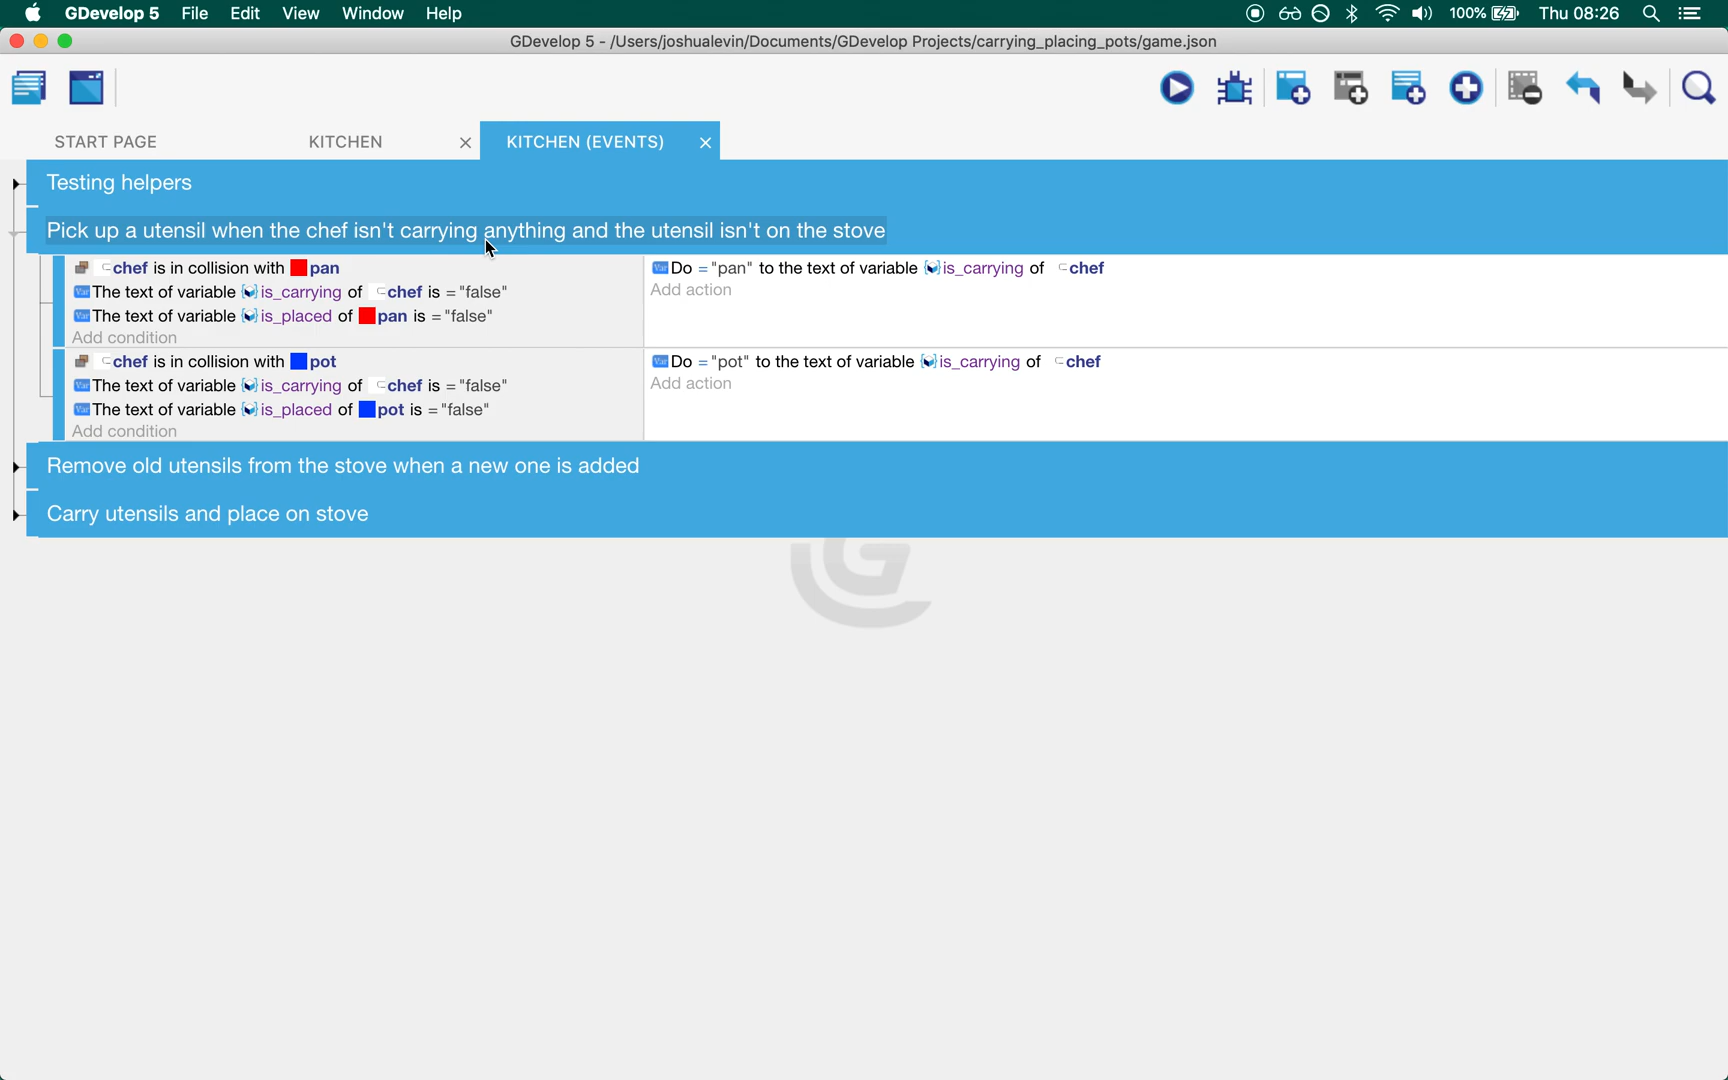 GDevelop 5 File Edit View Window Help 100% Thu 08:26
GDevelop 5 - /Users/joshualevin/Documents/GDevelop Projects/carrying_placing_pots/game.json
START PAGE KITCHEN KITCHEN (EVENTS)
Testing helpers
Pick up a utensil when the chef isn't carrying anything and the utensil isn't on the stove
chef is in collision with pan Do = "pan" to the text of variable is_carrying of chef
The text of variable is_carrying of chef is = "false" Add action
The text of variable is_placed of pan is = "false"
Add condition
chef is in collision with pot Do = "pot" to the text of variable is_carrying of chef
The text of variable is_carrying of chef is = "false" Add action
The text of variable is_placed of pot is = "false"
Add condition
Remove old utensils from the stove when a new one is added
Carry utensils and place on stove